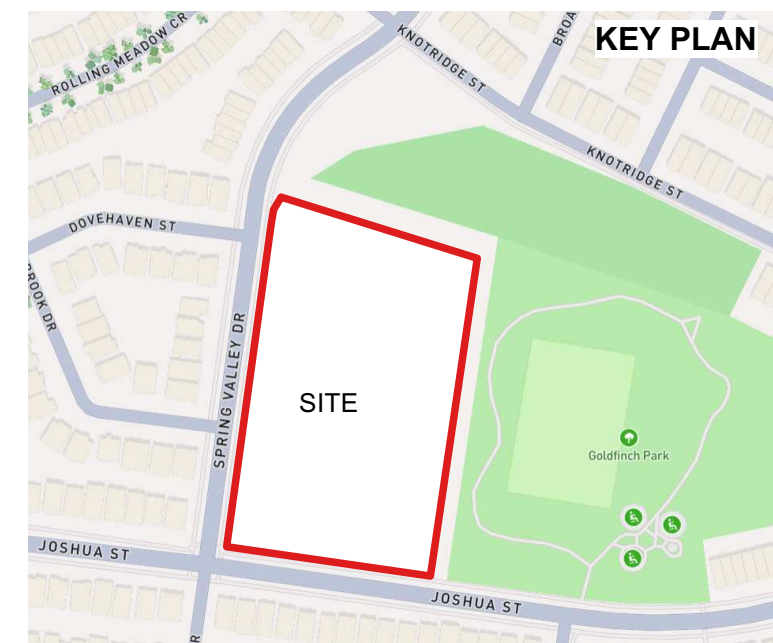 KEY PLAN
ROLLING MEADOW CR
KNOTRIDGE ST
KNOTRIDGE ST
DOVEHAVEN ST
SPRING VALLEY DR
SITE
Goldfinch Park
JOSHUA ST
JOSHUA ST